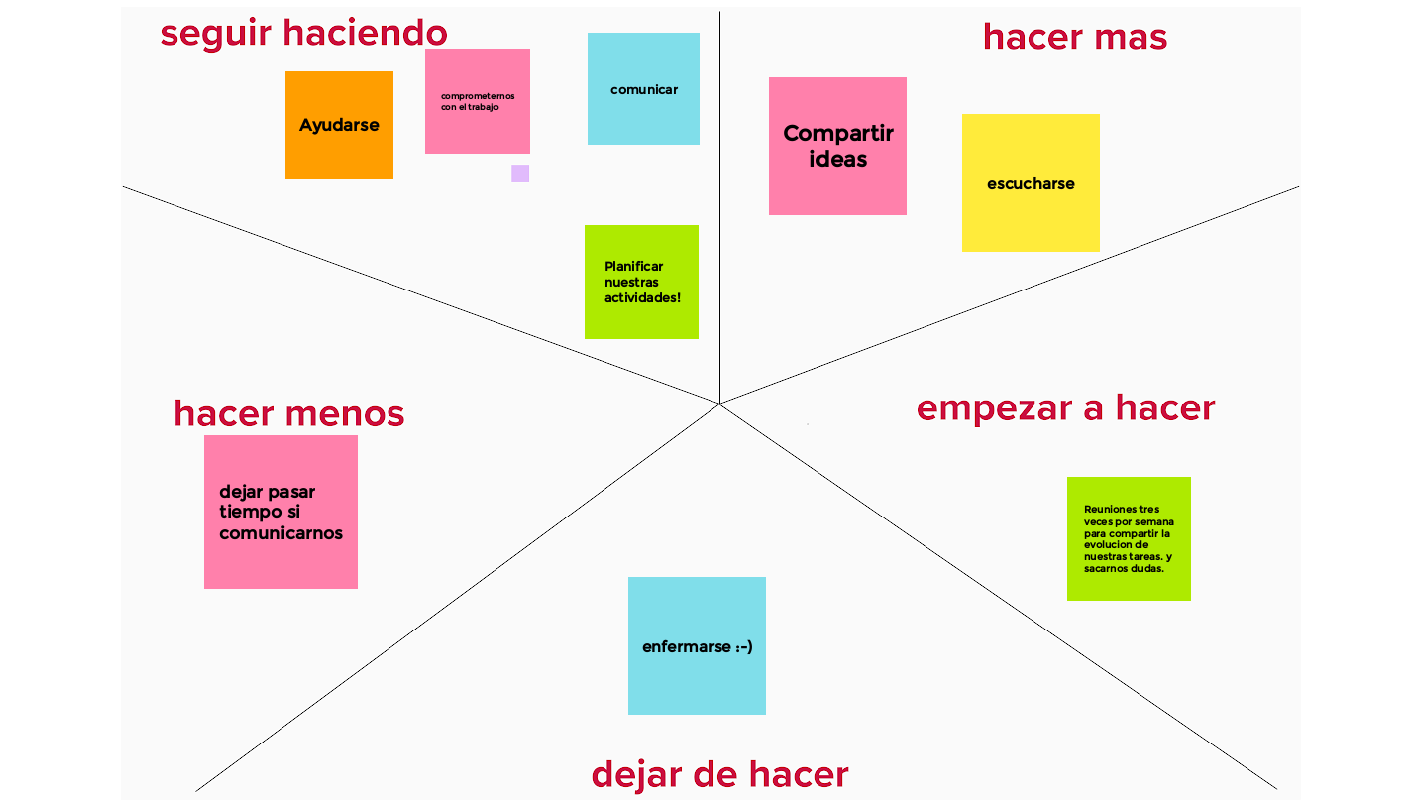 seguir haciendo
Ayudarse
comprometernos
con el trabajo
comunicar
Planificar
nuestras
actividades!
hacer mas
Compartir
ideas
escucharse
hacer menos
dejar pasar
tiempo si
comunicarnos
empezar a hacer
Reuniones tres
veces por semana
para compartir la
evolucion de
nuestras tareas. y
sacarnos dudas.
enfermarse :-)
dejar de hacer